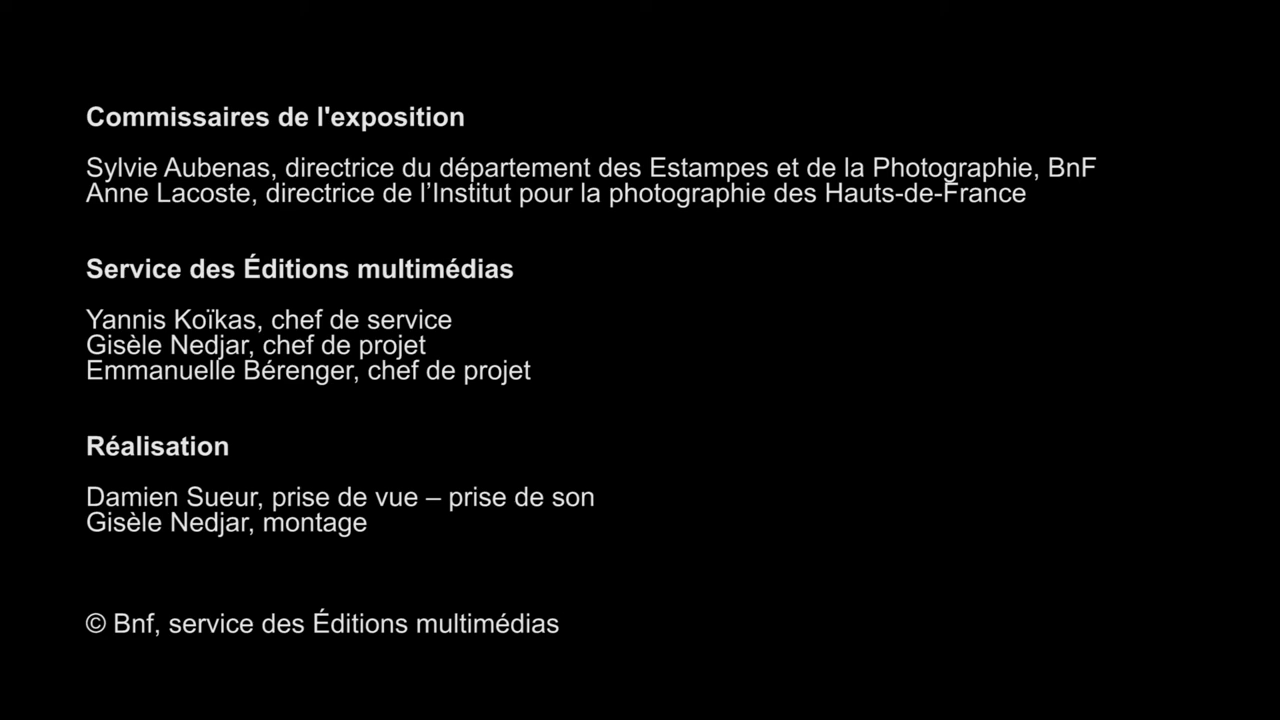 Commissaires de l'exposition
Sylvie Aubenas, directrice du département des Estampes et de la Photographie, BnF
Anne Lacoste, directrice de l’Institut pour la photographie des Hauts-de-France
Service des Éditions multimédias
Yannis Koïkas, chef de service
Gisèle Nedjar, chef de projet
Emmanuelle Bérenger, chef de projet
Réalisation
Damien Sueur, prise de vue – prise de son
Gisèle Nedjar, montage
© Bnf, service des Éditions multimédias